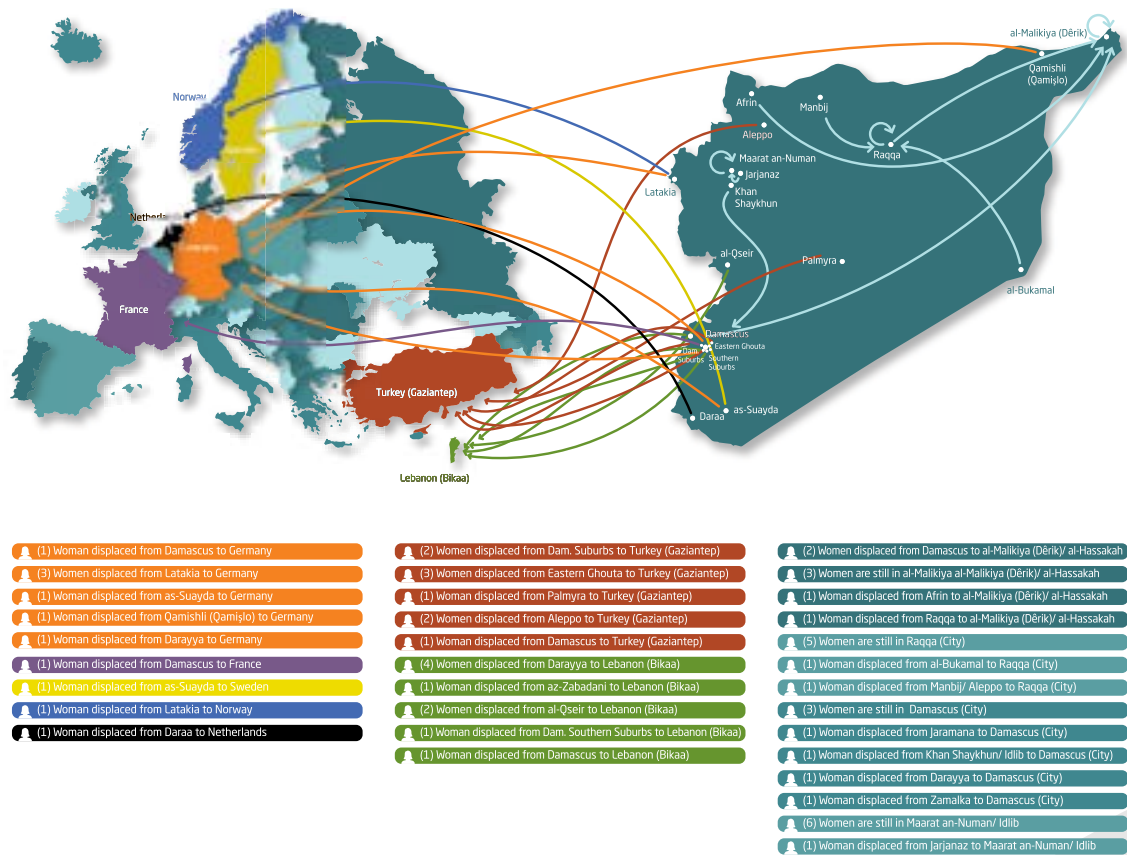 al-Malikiya (Dêrik)
Qamishli
(Qamişlo)
Norway
Afrin
Manbij
Aleppo
Raqqa
Maarat an-Numan
Jarjanaz
Khan
Shaykhun
Latakia
al-Qseir
Palmyra
al-Bukamal
France
Damascus
Eastern Ghouta
Dam.
Suburbs
Southern
Suburbs
Turkey (Gaziantep)
as-Suayda
Daraa
Lebanon (Bikaa)
(1) Woman displaced from Damascus to Germany
(3) Women displaced from Latakia to Germany
(1) Woman displaced from as-Suayda to Germany
(1) Woman displaced from Qamishli (Qamişlo) to Germany
(1) Woman displaced from Darayya to Germany
(1) Woman displaced from Damascus to France
(1) Woman displaced from as-Suayda to Sweden
(1) Woman displaced from Latakia to Norway
(1) Woman displaced from Daraa to Netherlands
(2) Women displaced from Dam. Suburbs to Turkey (Gaziantep)
(3) Women displaced from Eastern Ghouta to Turkey (Gaziantep)
(1) Woman displaced from Palmyra to Turkey (Gaziantep)
(2) Women displaced from Aleppo to Turkey (Gaziantep)
(1) Woman displaced from Damascus to Turkey (Gaziantep)
(4) Women displaced from Darayya to Lebanon (Bikaa)
(1) Woman displaced from az-Zabadani to Lebanon (Bikaa)
(2) Women displaced from al-Qseir to Lebanon (Bikaa)
(1) Woman displaced from Dam. Southern Suburbs to Lebanon (Bikaa)
(1) Woman displaced from Damascus to Lebanon (Bikaa)
(2) Women displaced from Damascus to al-Malikiya (Dêrik)/ al-Hassakah
(3) Women are still in al-Malikiya al-Malikiya (Dêrik)/ al-Hassakah
(1) Woman displaced from Afrin to al-Malikiya (Dêrik)/ al-Hassakah
(1) Woman displaced from Raqqa to al-Malikiya (Dêrik)/ al-Hassakah
(5) Women are still in Raqqa (City)
(1) Woman displaced from al-Bukamal to Raqqa (City)
(1) Woman displaced from Manbij/ Aleppo to Raqqa (City)
(3) Women are still in Damascus (City)
(1) Woman displaced from Jaramana to Damascus (City)
(1) Woman displaced from Khan Shaykhun/ Idlib to Damascus (City)
(1) Woman displaced from Darayya to Damascus (City)
(1) Woman displaced from Zamalka to Damascus (City)
(6) Women are still in Maarat an-Numan/ Idlib
(1) Woman displaced from Jarjanaz to Maarat an-Numan/ Idlib